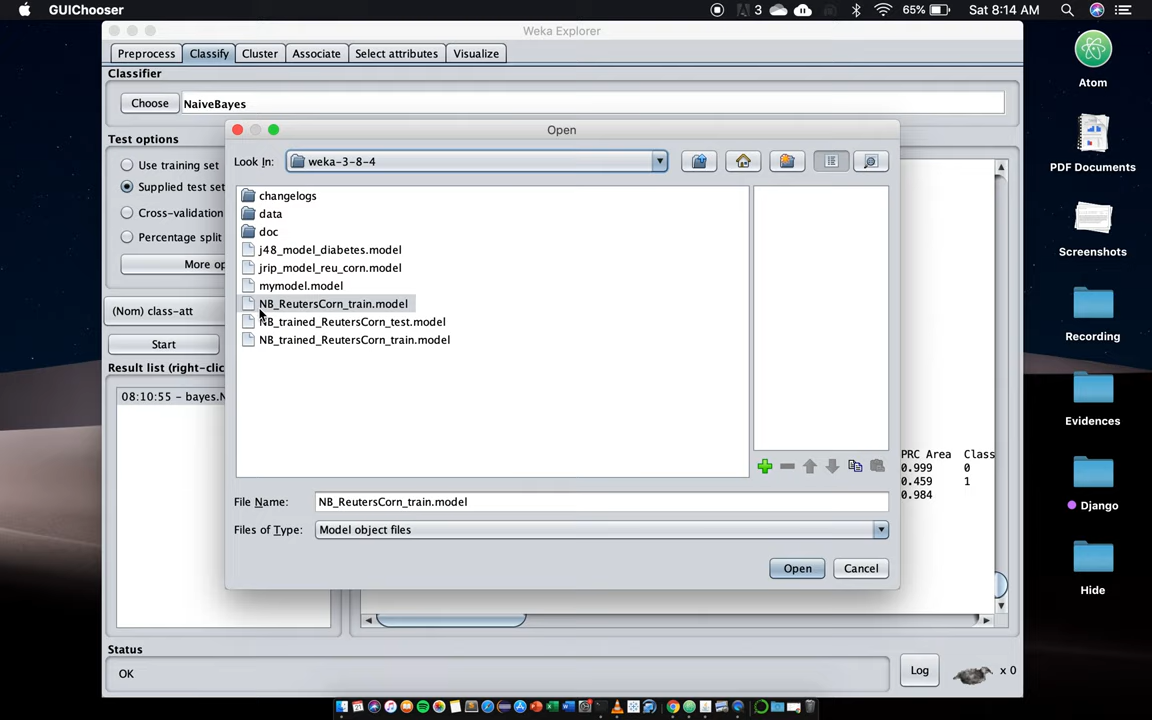 GUIChooser
3
65%
Sat 8:14 AM
Weka Explorer
Preprocess
Classify
Cluster
Associate
Select attributes
Visualize
Classifier
Choose
NaiveBayes
Test options
Use training set
Supplied test set
Cross-validation
Percentage split
More op
(Nom) class-att
Start
Result list (right-clic
08:10:55 - bayes.N
Open
Look In:
weka-3-8-4
changelogs
data
doc
j48_model_diabetes.model
jrip_model_reu_corn.model
mymodel.model
NB_ReutersCorn_train.model
NB_trained_ReutersCorn_test.model
NB_trained_ReutersCorn_train.model
File Name:
NB_ReutersCorn_train.model
Files of Type:
Model object files
Open
Cancel
PRC Area Class
0.999 0
0.459 1
0.984
Status
OK
Log
x 0
Atom
PDF Documents
Screenshots
Recording
Evidences
Django
Hide